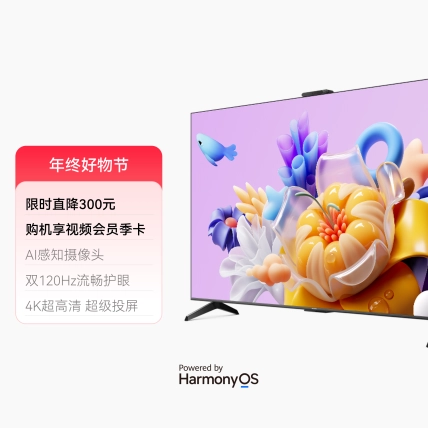 年终好物节
限时直降300元
购机享视频会员季卡
AI感知摄像头
双120Hz流畅护眼
4K超高清 超级投屏
Powered by
HarmonyOS